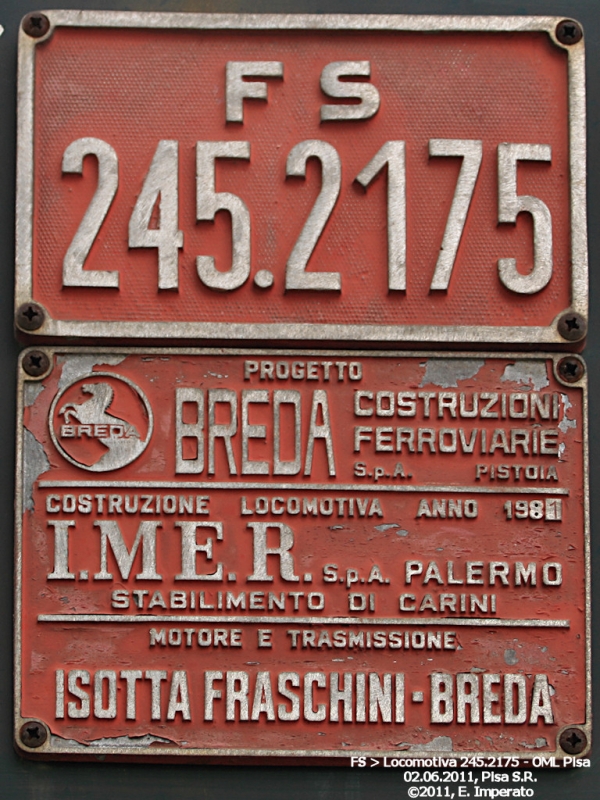 FS
245.2175
PROGETTO
BREDA
BREDA
COSTRUZIONI
FERROVIARIE
S.p.A. PISTOIA
COSTRUZIONE LOCOMOTIVA ANNO 1981
I.M.E.R. S.p.A. PALERMO
STABILIMENTO DI CARINI
MOTORE E TRASMISSIONE
ISOTTA FRASCHINI-BREDA
FS > Locomotiva 245.2175 - OML Pisa
02.06.2011, Pisa S.R.
©2011, E. Imperato